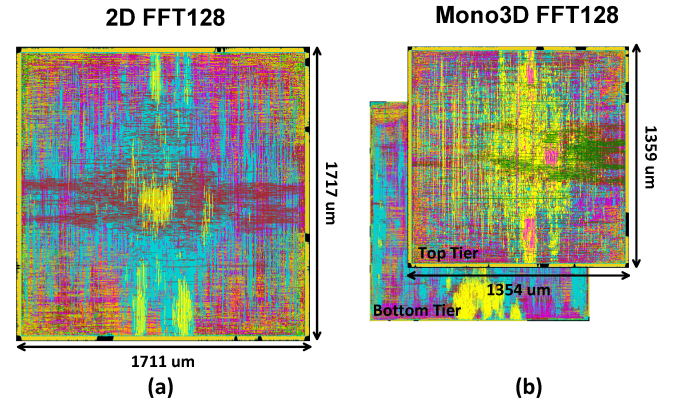 2D FFT128
Mono3D FFT128
1717 um
1359 um
Top Tier
1354 um
Bottom Tier
1711 um
(a)
(b)